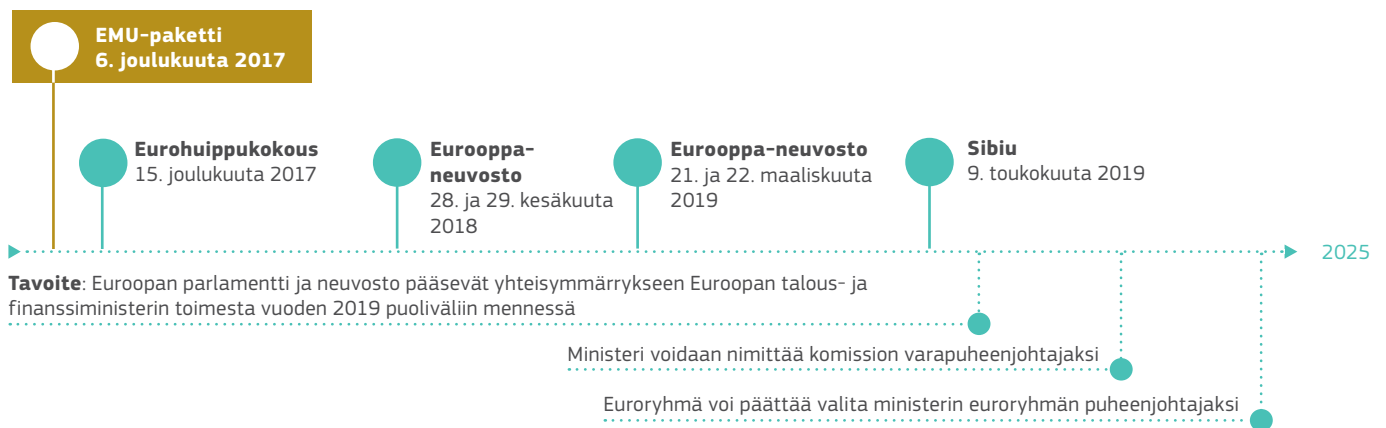 EMU-paketti
6. joulukuuta 2017
Eurohuippukokous
15. joulukuuta 2017
Eurooppa-
neuvosto
28. ja 29. kesäkuuta
2018
Eurooppa-neuvosto
21. ja 22. maaliskuuta
2019
Sibiu
9. toukokuuta 2019
2025
Tavoite: Euroopan parlamentti ja neuvosto pääsevät yhteisymmärrykseen Euroopan talous- ja
finanssiministerin toimesta vuoden 2019 puoliväliin mennessä
Ministeri voidaan nimittää komission varapuheenjohtajaksi
Euroryhmä voi päättää valita ministerin euroryhmän puheenjohtajaksi